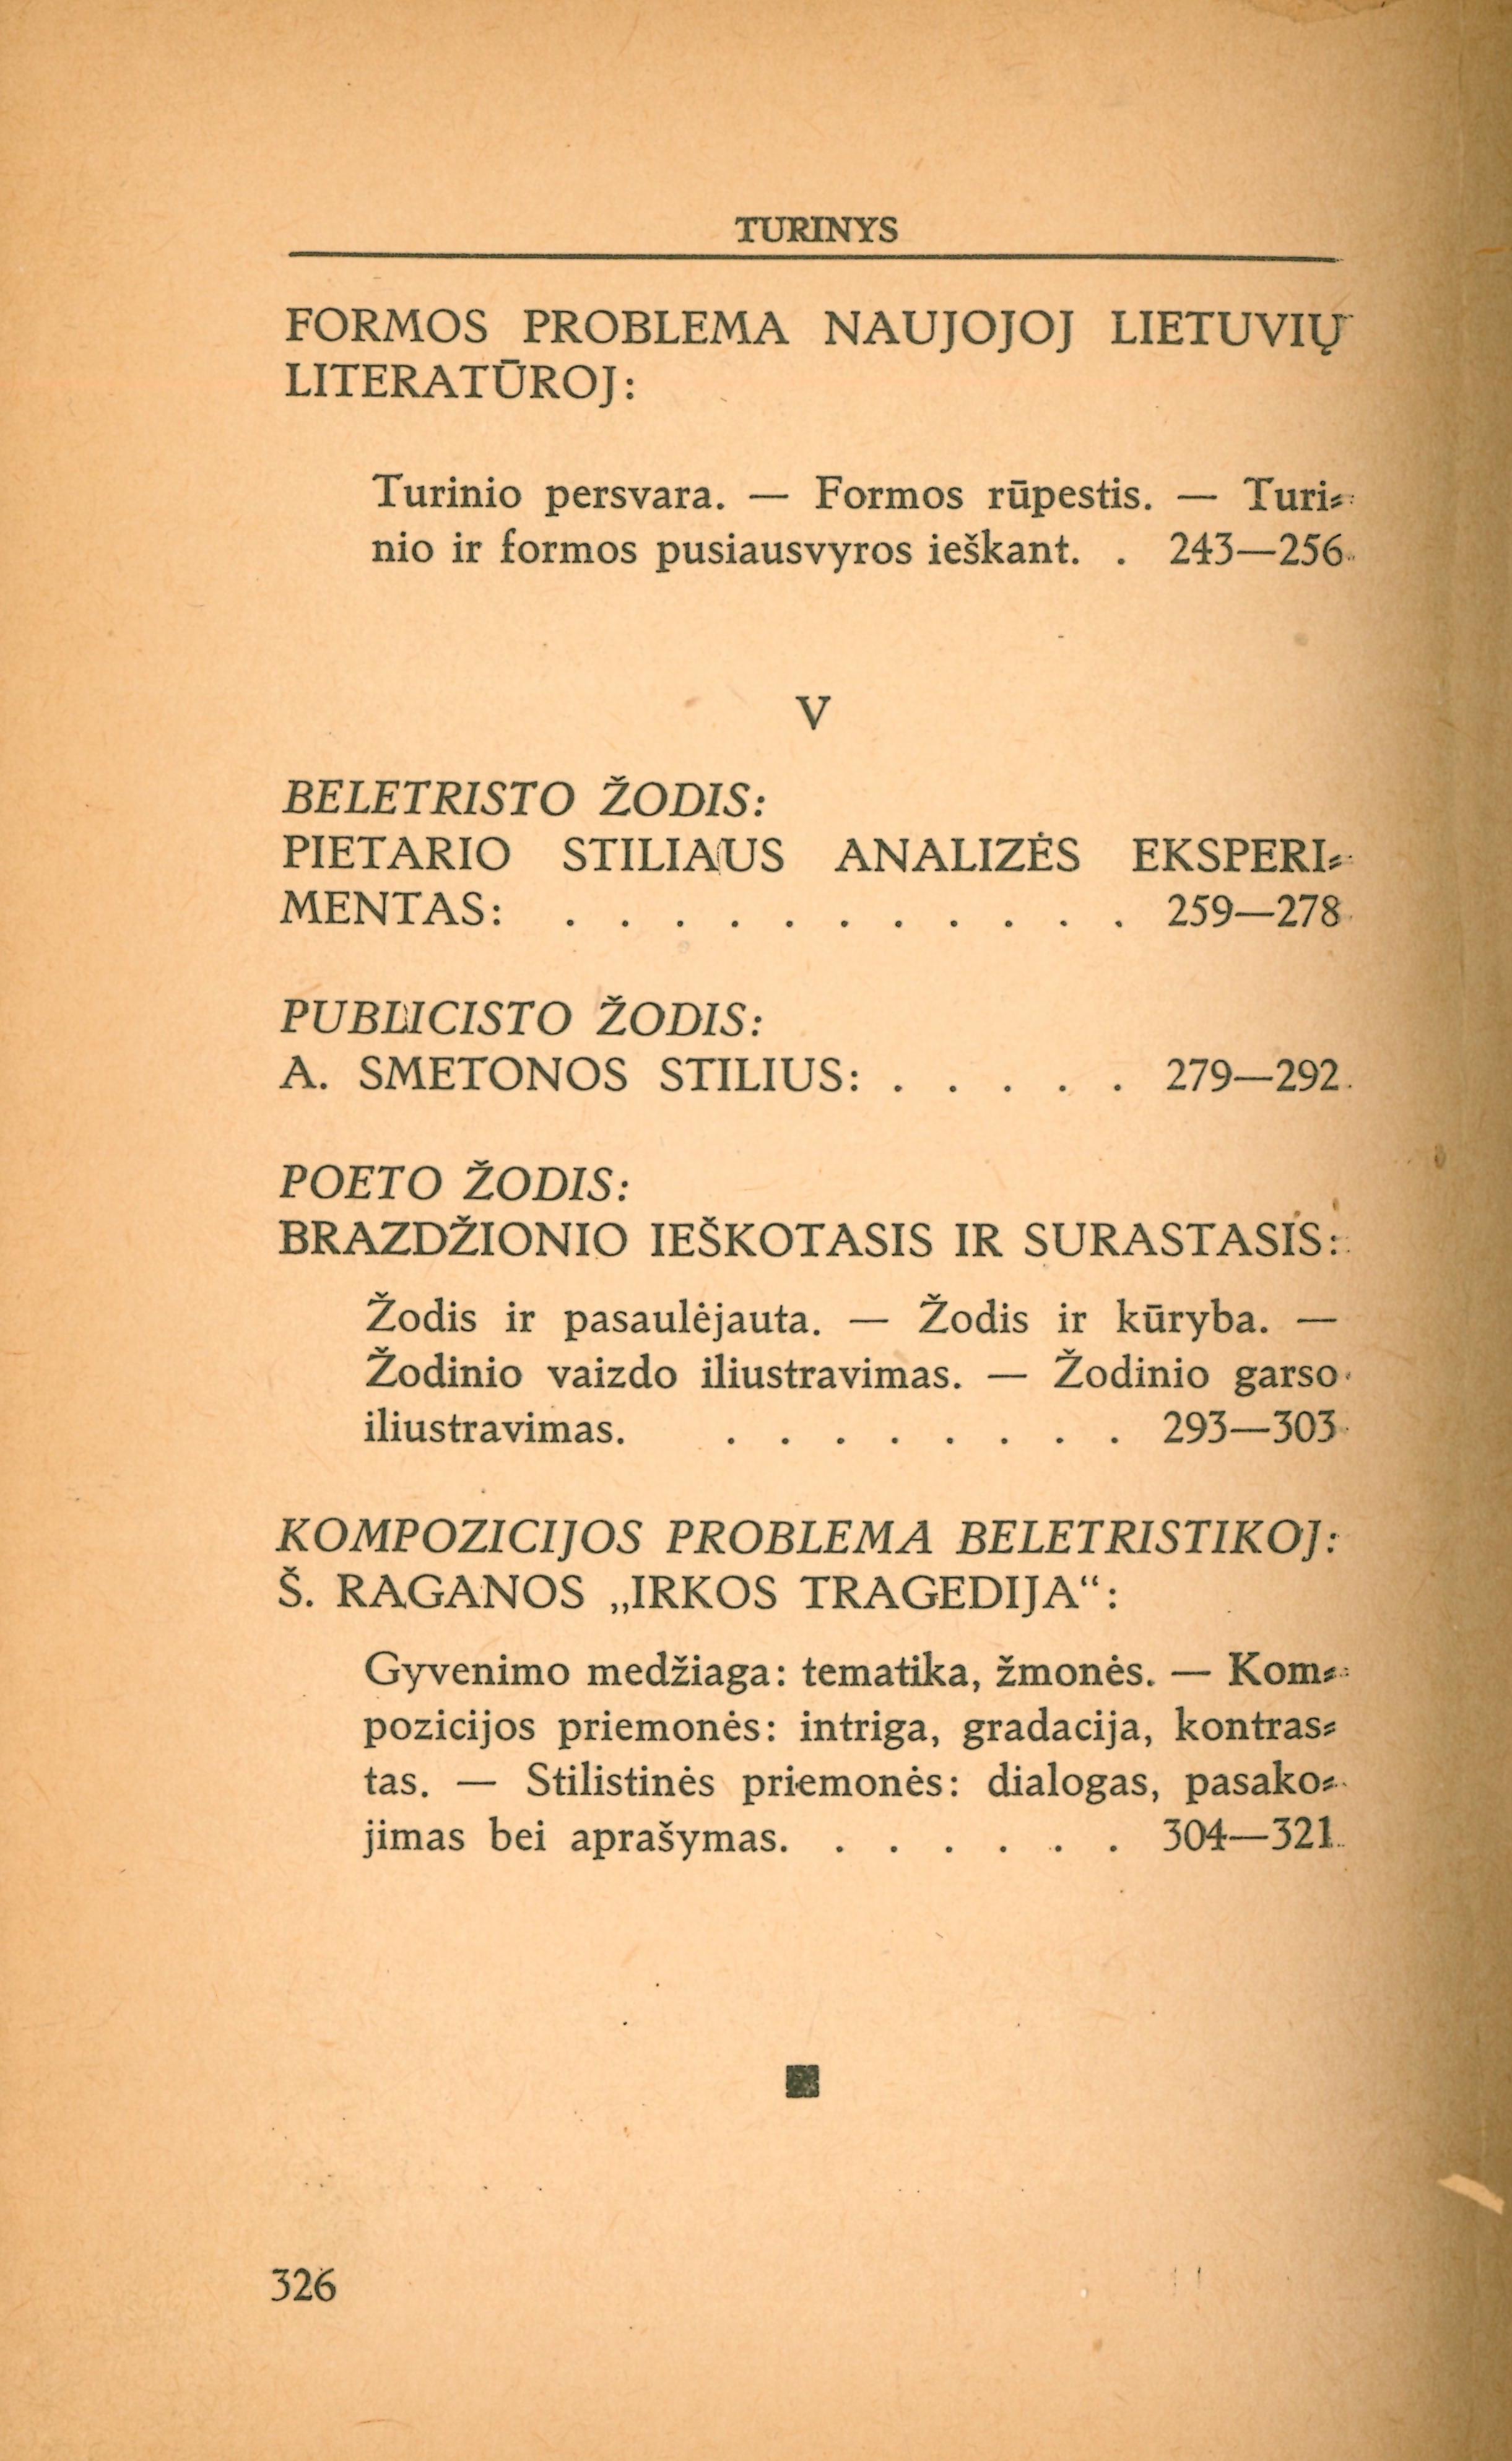 TURINYS
FORMOS PROBLEMA NAUJOJOJ LIETUVIŲ
LITERATŪROJ:
Turinio persvara. — Formos rūpestis. — Turi-
nio ir formos pusiausvyros ieškant. . 243—256
V
BELETRISTO ŽODIS:
PIETARIO STILIAUS ANALIZĖS EKSPERI-
MENTAS: . . . . . . . . . . . 259—278
PUBLICISTO ŽODIS:
A. SMETONOS STILIUS: . . . . . 279—292
POETO ŽODIS:
BRAZDŽIONIO IEŠKOTASIS IR SURASTASIS:
Žodis ir pasaulėjauta. — Žodis ir kūryba. —
Žodinio vaizdo iliustravimas. — Žodinio garso
iliustravimas. . . . . . . . . 293—303
KOMPOZICIJOS PROBLEMA BELETRISTIKOJ:
Š. RAGANOS „IRKOS TRAGEDIJA“:
Gyvenimo medžiaga: tematika, žmonės. — Kom-
pozicijos priemonės: intriga, gradacija, kontras-
tas. — Stilistinės priemonės: dialogas, pasako-
jimas bei aprašymas. . . . . . . 304—321
326